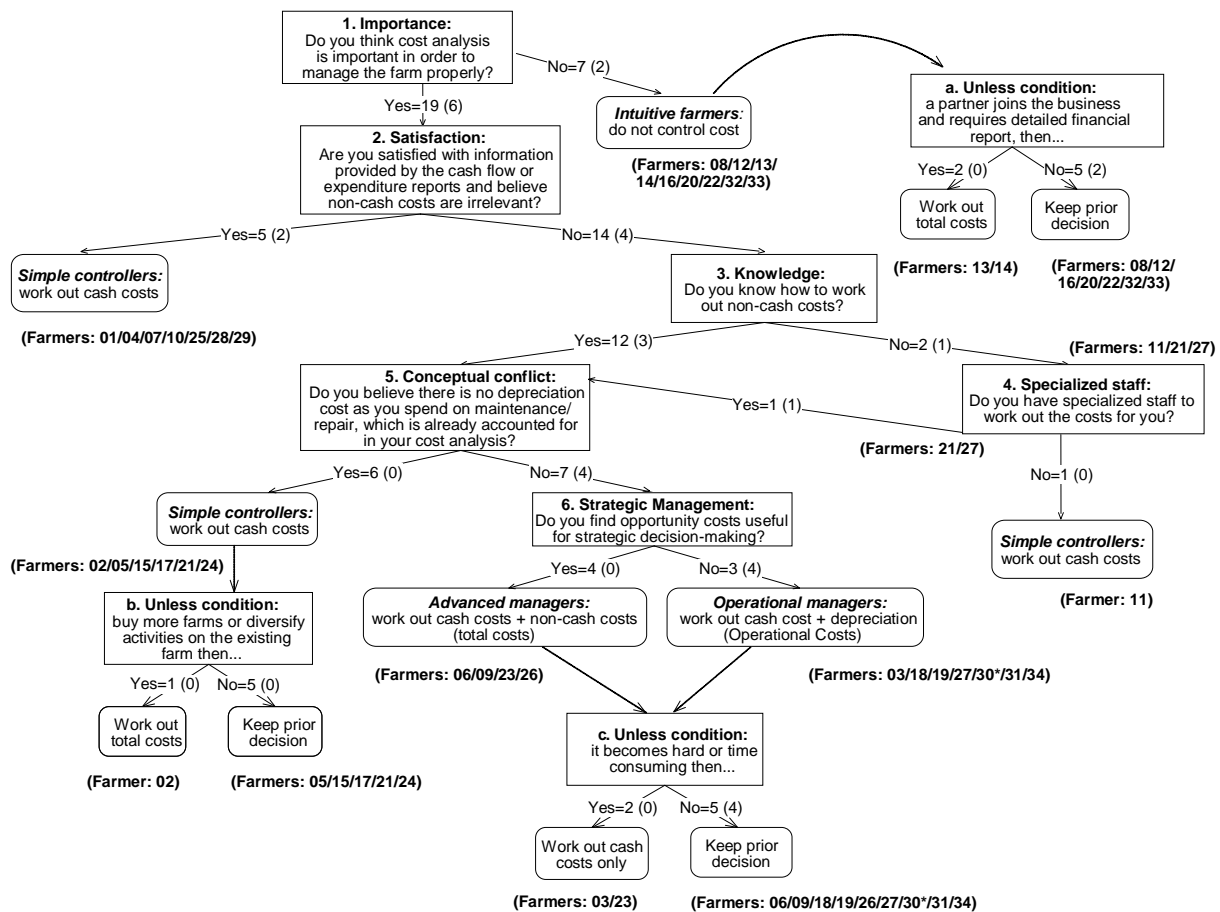 1. Importance:
Do you think cost analysis
is important in order to
manage the farm properly?
No=7 (2)
Yes=19 (6)
Intuitive farmers:
do not control cost
(Farmers: 08/12/13/
14/16/20/22/32/33)
a. Unless condition:
a partner joins the business
and requires detailed financial
report, then...
Yes=2 (0)
No=5 (2)
Work out
total costs
Keep prior
decision
(Farmers: 13/14)
(Farmers: 08/12/
16/20/22/32/33)
2. Satisfaction:
Are you satisfied with information
provided by the cash flow or
expenditure reports and believe
non-cash costs are irrelevant?
Yes=5 (2)
No=14 (4)
Simple controllers:
work out cash costs
(Farmers: 01/04/07/10/25/28/29)
3. Knowledge:
Do you know how to work
out non-cash costs?
Yes=12 (3)
No=2 (1)
(Farmers: 11/21/27)
5. Conceptual conflict:
Do you believe there is no depreciation
cost as you spend on maintenance/
repair, which is already accounted for
in your cost analysis?
Yes=1 (1)
4. Specialized staff:
Do you have specialized staff to
work out the costs for you?
(Farmers: 21/27)
No=1 (0)
Simple controllers:
work out cash costs
(Farmer: 11)
Yes=6 (0)
No=7 (4)
Simple controllers:
work out cash costs
(Farmers: 02/05/15/17/21/24)
6. Strategic Management:
Do you find opportunity costs useful
for strategic decision-making?
Yes=4 (0)
No=3 (4)
Advanced managers:
work out cash costs + non-cash costs
(total costs)
Operational managers:
work out cash cost + depreciation
(Operational Costs)
(Farmers: 06/09/23/26)
(Farmers: 03/18/19/27/30*/31/34)
b. Unless condition:
buy more farms or diversify
activities on the existing
farm then...
Yes=1 (0)
No=5 (0)
Work out
total costs
Keep prior
decision
(Farmer: 02)
(Farmers: 05/15/17/21/24)
c. Unless condition:
it becomes hard or time
consuming then...
Yes=2 (0)
No=5 (4)
Work out cash
costs only
Keep prior
decision
(Farmers: 03/23)
(Farmers: 06/09/18/19/26/27/30*/31/34)